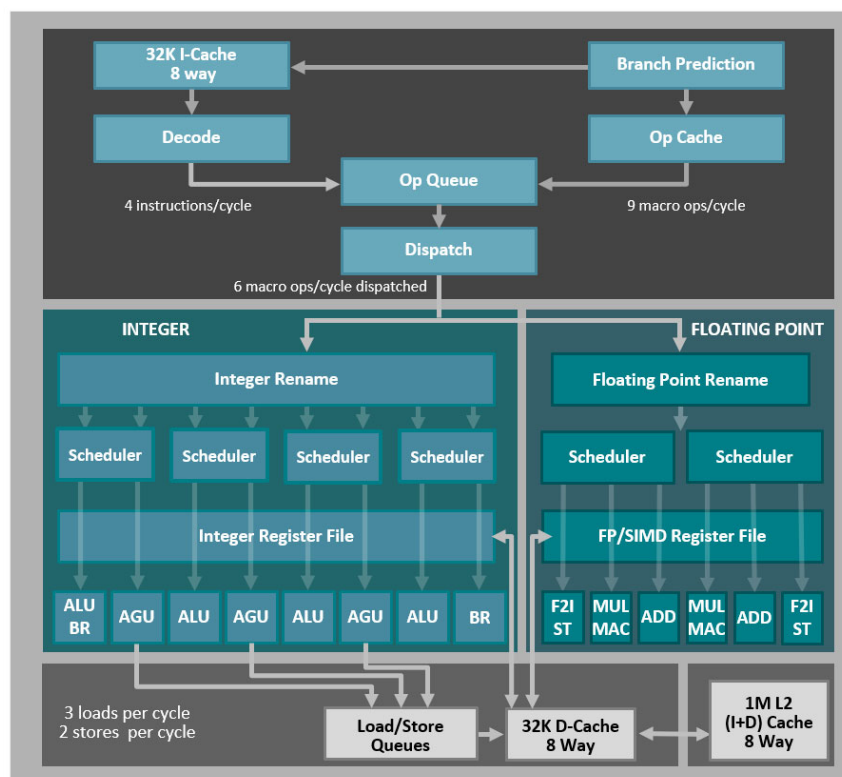 32K I-Cache
8 way
Branch Prediction
Decode
Op Cache
Op Queue
4 instructions/cycle
9 macro ops/cycle
Dispatch
6 macro ops/cycle dispatched
INTEGER
FLOATING POINT
Integer Rename
Floating Point Rename
Scheduler
Scheduler
Scheduler
Scheduler
Scheduler
Scheduler
Integer Register File
FP/SIMD Register File
ALU
BR
AGU
ALU
AGU
ALU
AGU
ALU
BR
F2I
ST
MUL
MAC
ADD
MUL
MAC
ADD
F2I
ST
3 loads per cycle
2 stores per cycle
Load/Store
Queues
32K D-Cache
8 Way
1M L2
(I+D) Cache
8 Way